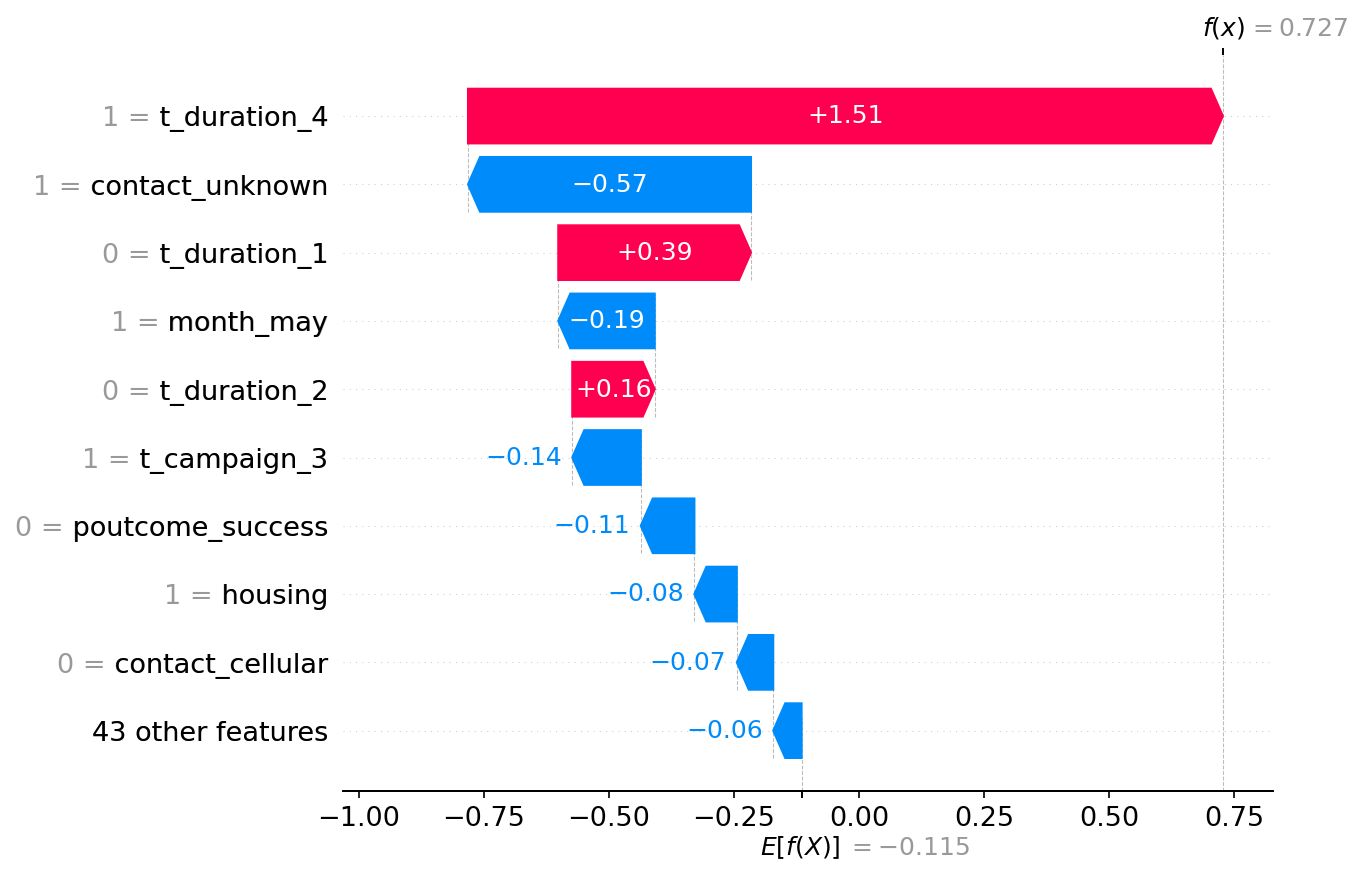 f(x) = 0.727
1 = t_duration_4 +1.51
1 = contact_unknown −0.57
0 = t_duration_1 +0.39
1 = month_may −0.19
0 = t_duration_2 +0.16
1 = t_campaign_3 −0.14
0 = poutcome_success −0.11
1 = housing −0.08
0 = contact_cellular −0.07
43 other features −0.06
−1.00 −0.75 −0.50 −0.25 0.00 0.25 0.50 0.75
E[f(X)] = −0.115